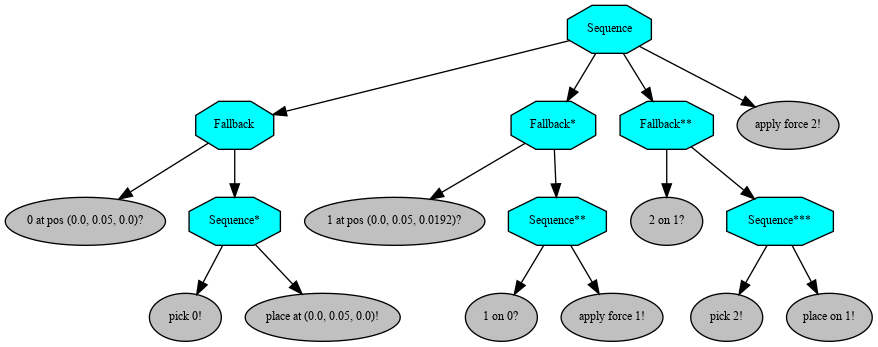 Sequence
Fallback
Fallback*
Fallback**
apply force 2!
0 at pos (0.0, 0.05, 0.0)?
Sequence*
1 at pos (0.0, 0.05, 0.0192)?
Sequence**
2 on 1?
Sequence***
pick 0!
place at (0.0, 0.05, 0.0)!
1 on 0?
apply force 1!
pick 2!
place on 1!